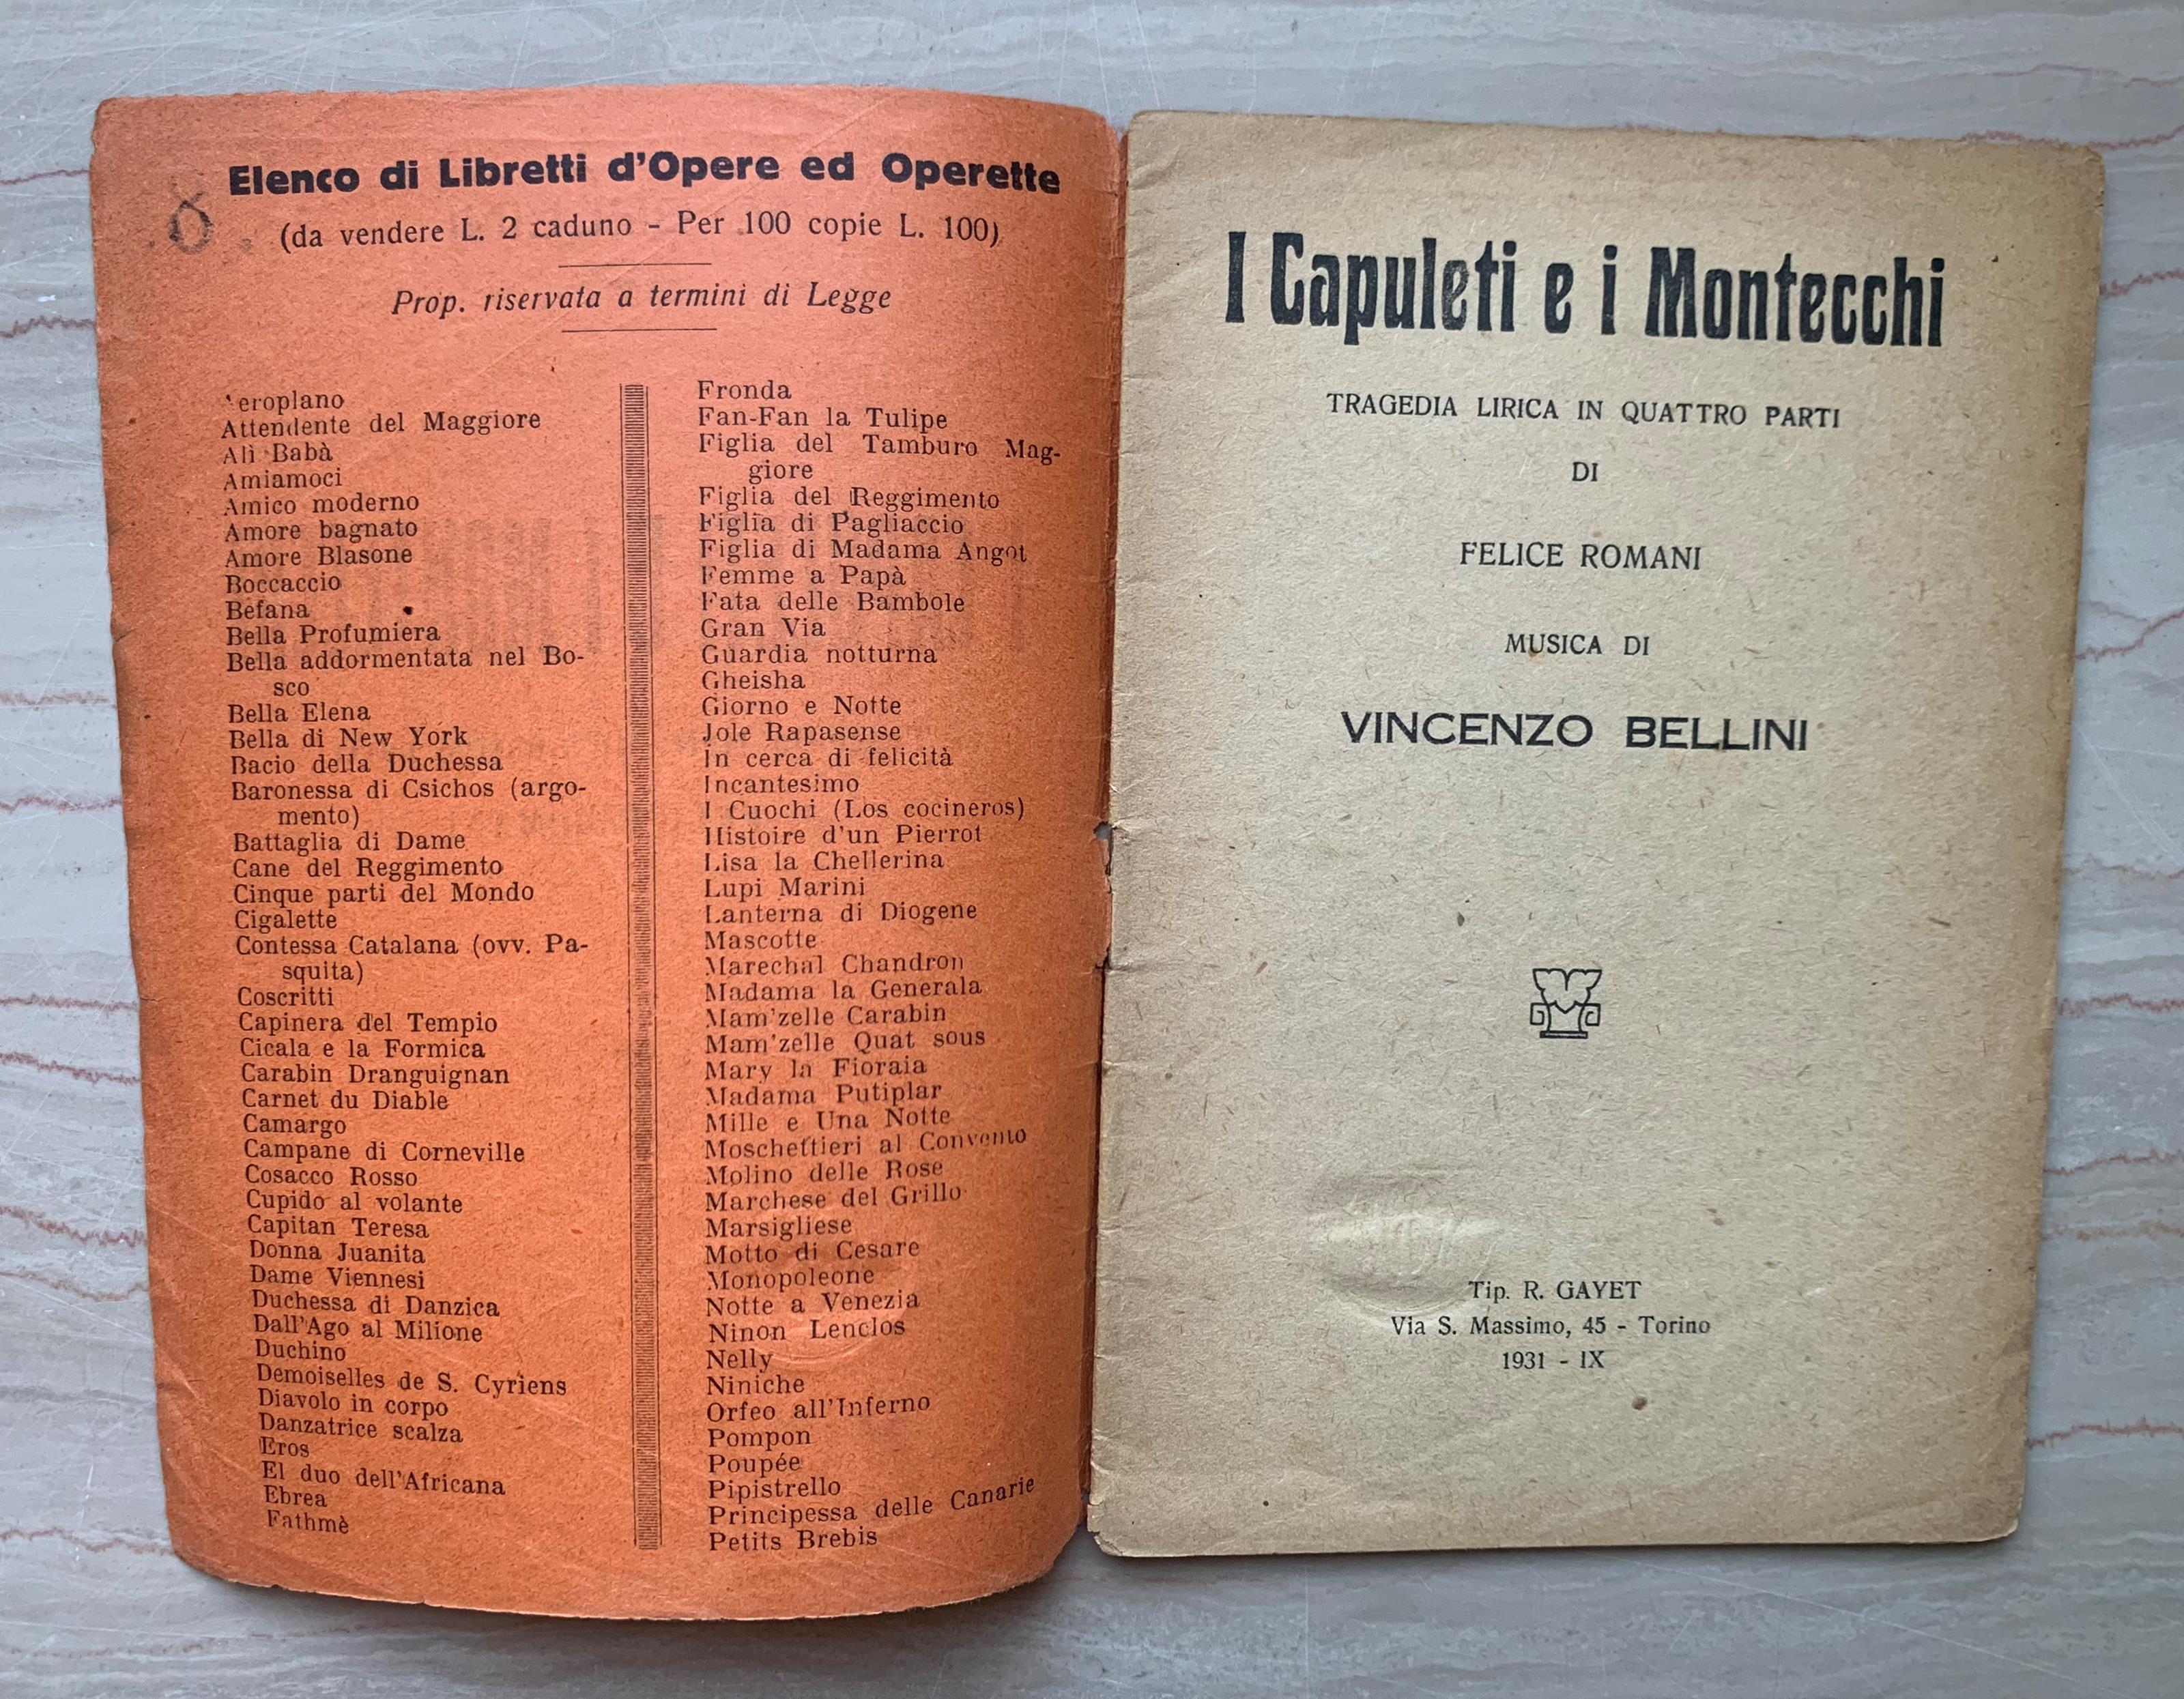 8.
Elenco di Libretti d'Opere ed Operette
(da vendere L. 2 caduno - Per 100 copie L. 100)
Prop. riservata a termini di Legge
eroplano
Attendente del Maggiore
Alì Babà
Amiamoci
Amico moderno
Amore bagnato
Amore Blasone
Boccaccio
Befana
Bella Profumiera
Bella addormentata nel Bo-
sco
Bella Elena
Bella di New York
Bacio della Duchessa
Baronessa di Csichos (argo-
mento)
Battaglia di Dame
Cane del Reggimento
Cinque parti del Mondo
Cigalette
Contessa Catalana (ovv. Pa-
squita)
Coscritti
Capinera del Tempio
Cicala e la Formica
Carabin Dranguignan
Carnet du Diable
Camargo
Campane di Corneville
Cosacco Rosso
Cupido al volante
Capitan Teresa
Donna Juanita
Dame Viennesi
Duchessa di Danzica
Dall'Ago al Milione
Duchino
Demoiselles de S. Cyriens
Diavolo in corpo
Danzatrice scalza
Eros
El duo dell'Africana
Ebrea
Fathmè
Fronda
Fan-Fan la Tulipe
Figlia del Tamburo Mag-
giore
Figlia del Reggimento
Figlia di Pagliaccio
Figlia di Madama Angot
Femme a Papà
Fata delle Bambole
Gran Via
Guardia notturna
Gheisha
Giorno e Notte
Jole Rapasense
In cerca di felicità
Incantesimo
I Cuochi (Los cocineros)
Histoire d'un Pierrot
Lisa la Chellerina
Lupi Marini
Lanterna di Diogene
Mascotte
Marechal Chandron
Madama la Generala
Mam'zelle Carabin
Mam'zelle Quat sous
Mary la Fioraia
Madama Putiplar
Mille e Una Notte
Moschettieri al Convento
Molino delle Rose
Marchese del Grillo
Marsigliese
Motto di Cesare
Monopoleone
Notte a Venezia
Ninon Lenclos
Nelly
Niniche
Orfeo all'Inferno
Pompon
Poupée
Pipistrello
Principessa delle Canarie
Petits Brebis
I Capuleti e i Montecchi
TRAGEDIA LIRICA IN QUATTRO PARTI
DI
FELICE ROMANI
MUSICA DI
VINCENZO BELLINI
Tip. R. GAYET
Via S. Massimo, 45 - Torino
1931 - IX